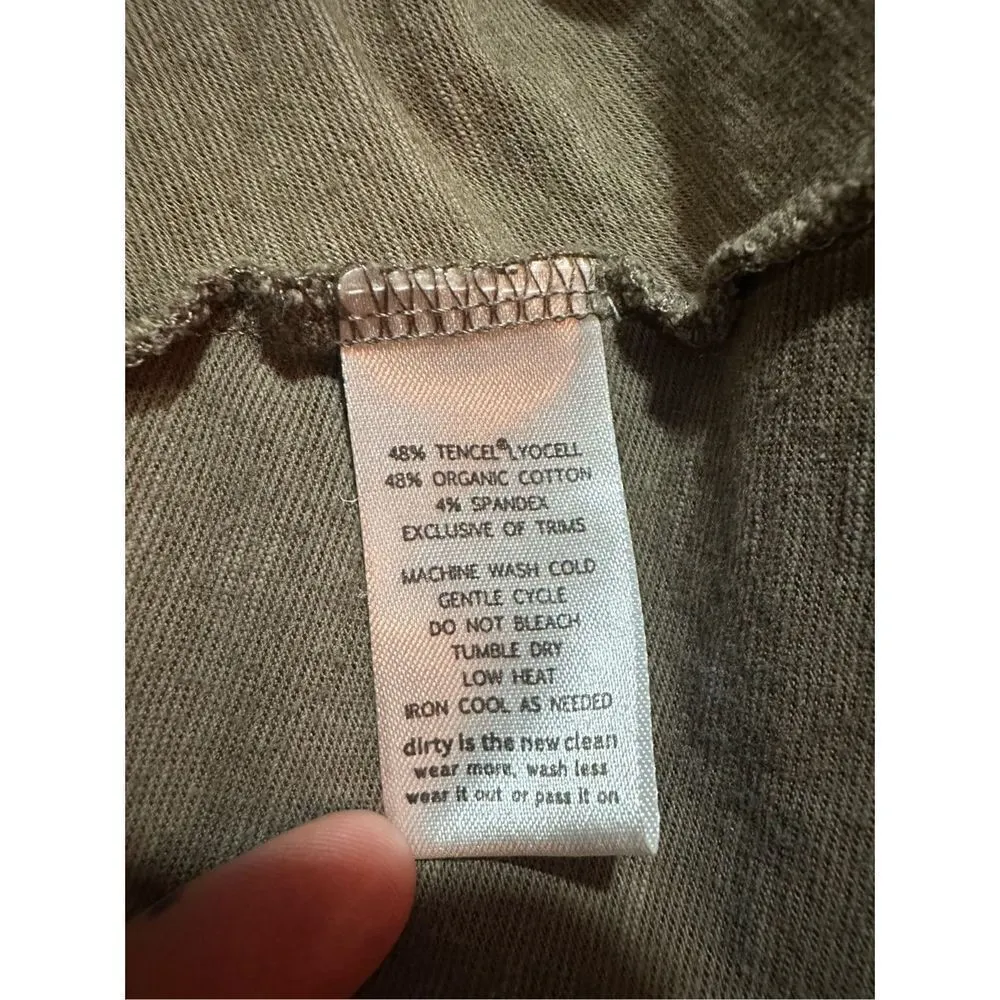 48% TENCEL® LYOCELL
48% ORGANIC COTTON
4% SPANDEX
EXCLUSIVE OF TRIMS
MACHINE WASH COLD
GENTLE CYCLE
DO NOT BLEACH
TUMBLE DRY
LOW HEAT
IRON COOL AS NEEDED
dirty is the new clean
wear more, wash less
wear it out or pass it on